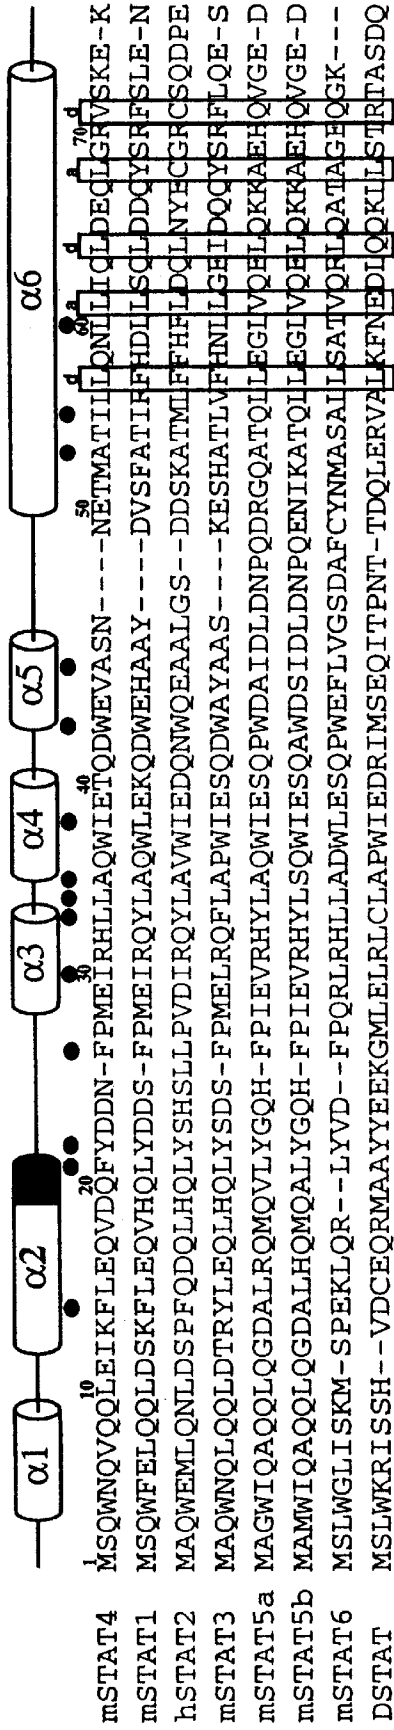 α1 α2 α3 α4 α5 α6
d a d a d
1 10 20 30 40 50 60 70
mSTAT4 MSQWNQVQQLEIKFLEQVDQFYDDN-FPMEIRHLLAQWIETQDWEVASN----NETMATILLQNLLIQLDEQLGRVSKE-K
mSTAT1 MSQWFELQQLDSKFLEQVHQLYDDS-FPMEIRQYLAQWLEKQDWEHAAY----DVSFATIRFHDLLSQLDDQYSRFSLE-N
hSTAT2 MAQWEMLQNLDSPFQDQLHQLYSHSLLPVDIRQYLAVWIEDQNWQEAALGS--DDSKATMLFFHFLDQLNYECGRCSQDPE
mSTAT3 MAQWNQLQQLDTRYLEQLHQLYSDS-FPMELRQFLAPWIESQDWAYAAS----KESHATLVFHNLLGEIDQQYSRFLQE-S
mSTAT5a MAGWIQAQQLQGDALRQMQVLYGQH-FPIEVRHYLAQWIESQPWDAIDLDNPQDRGQATQLLEGLVQELQKKAEHQVGE-D
mSTAT5b MAMWIQAQQLQGDALHQMQALYGQH-FPIEVRHYLSQWIESQAWDSIDLDNPQENIKATQLLEGLVQELQKKAEHQVGE-D
mSTAT6 MSLWGLISKM-SPEKLQR--LYVD--FPQRLRHLLADWLESQPWEFLVGSDAFCYNMASALLSATVQRLQATAGEQGK---
DSTAT MSLWKRISSH--VDCEQRMAAYYEEKGMLELRLCLAPWIEDRIMSEQITPNT-TDQLERVALKFNEDLQQKLLSTRTASDQ